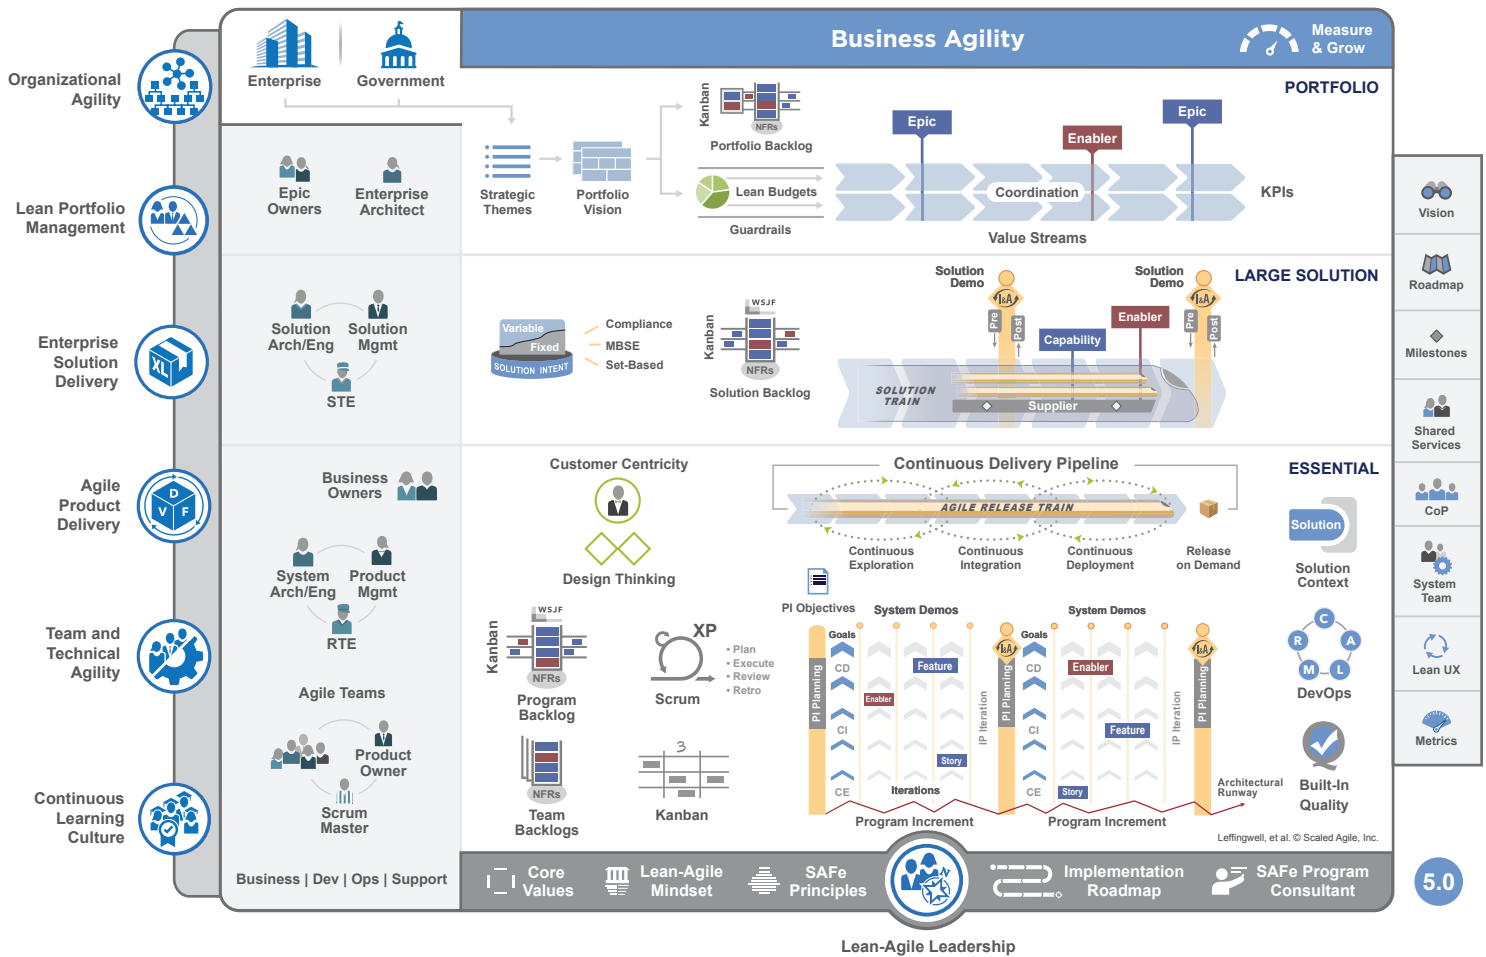 Business Agility
Measure
& Grow
Enterprise
Government
Organizational
Agility
Lean Portfolio
Management
Enterprise
Solution
Delivery
Agile
Product
Delivery
Team and
Technical
Agility
Continuous
Learning
Culture
XL
D
V F
PORTFOLIO
Epic
Owners
Enterprise
Architect
Strategic
Themes
Portfolio
Vision
Kanban
NFRs
Portfolio Backlog
Lean Budgets
Guardrails
Epic
Enabler
Epic
Coordination
Value Streams
KPIs
LARGE SOLUTION
Solution
Arch/Eng
Solution
Mgmt
STE
Variable
Fixed
SOLUTION INTENT
Compliance
MBSE
Set-Based
Kanban
WSJF
NFRs
Solution Backlog
Solution
Demo
I&A
Pre
Post
Capability
Enabler
Solution
Demo
I&A
Pre
Post
SOLUTION
TRAIN
Supplier
ESSENTIAL
Business
Owners
System
Arch/Eng
Product
Mgmt
RTE
Agile Teams
Product
Owner
Scrum
Master
Business | Dev | Ops | Support
Customer Centricity
Design Thinking
Kanban
WSJF
NFRs
Program
Backlog
XP
• Plan
• Execute
• Review
• Retro
Scrum
NFRs
Team
Backlogs
3
Kanban
Continuous Delivery Pipeline
AGILE RELEASE TRAIN
Continuous
Exploration
Continuous
Integration
Continuous
Deployment
Release
on Demand
PI Objectives
System Demos
System Demos
PI Planning
Goals
CD
CI
CE
Enabler
Feature
Story
Iterations
IP Iteration
I&A
PI Planning
Goals
CD
CI
CE
Enabler
Feature
Story
IP Iteration
I&A
PI Planning
Program Increment
Program Increment
Architectural
Runway
Solution
Solution
Context
C
R A
M L
DevOps
Built-In
Quality
Leffingwell, et al. © Scaled Agile, Inc.
Vision
Roadmap
Milestones
Shared
Services
CoP
System
Team
Lean UX
Metrics
Core
Values
Lean-Agile
Mindset
SAFe
Principles
N
Implementation
Roadmap
SAFe Program
Consultant
5.0
Lean-Agile Leadership